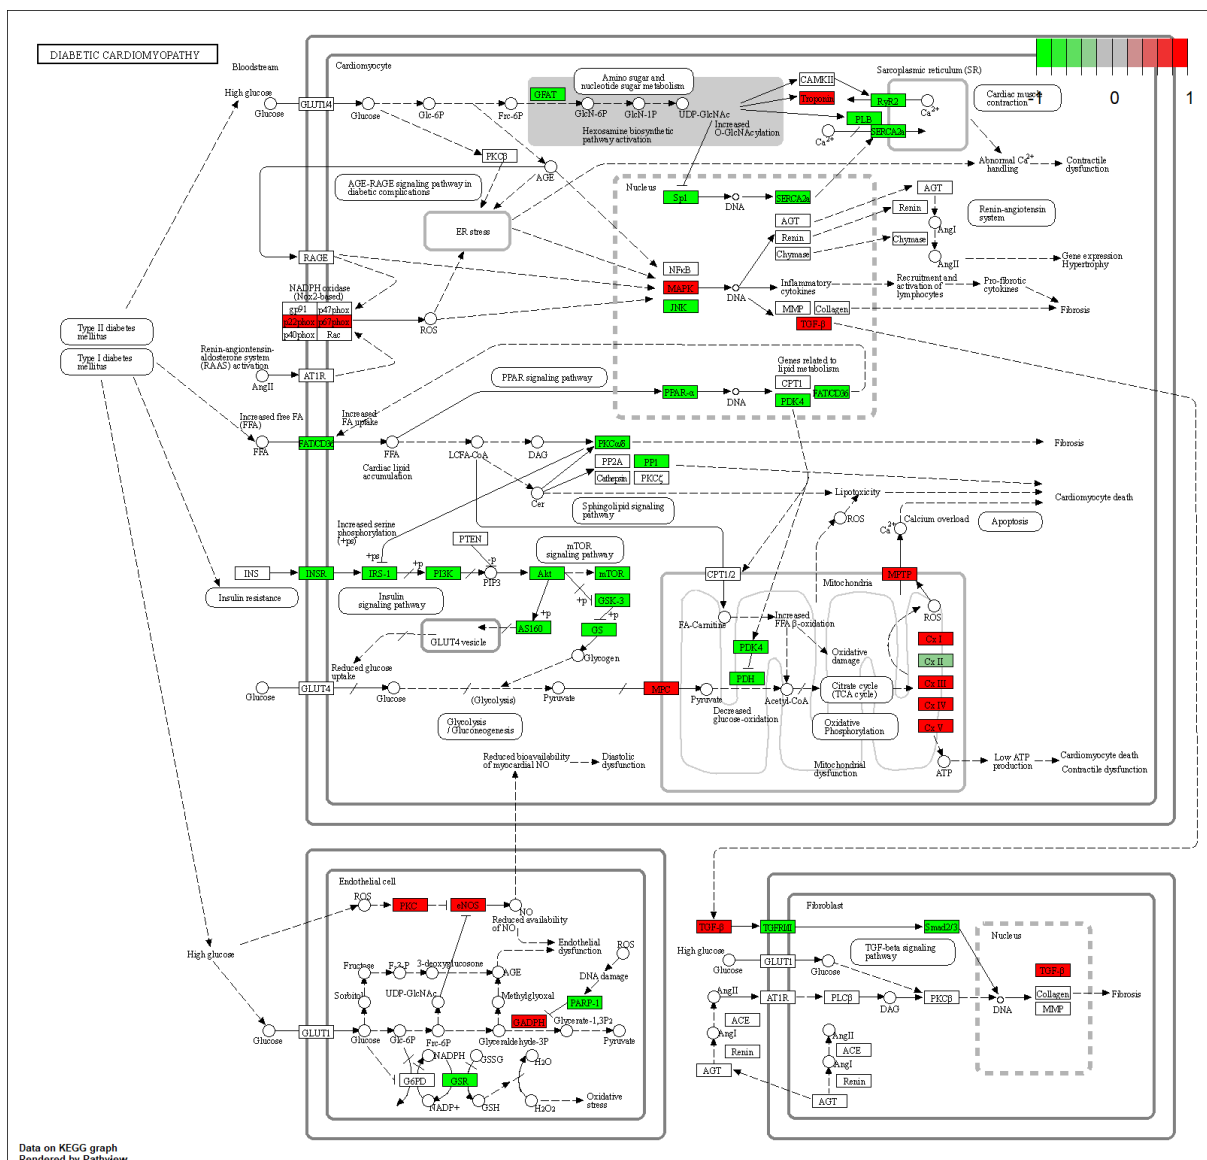 DIABETIC CARDIOMYOPATHY
Bloodstream
Cardiomyocyte
High glucose
GLUT1/4
Glucose
Glucose
Glc-6P
Frc-6P
GFAT
Amino sugar and
nucleotide sugar metabolism
GlcN-6P
GlcN-1P
UDP-GlcNAc
Hexosamine biosynthetic
pathway activation
Increased
O-GlcNAcylation
CAMKII
Troponin
Sarcoplasmic reticulum (SR)
RyR2
Ca2+
PLB
SERCA2a
Ca2+
Cardiac muscle
contraction
-1
0
1
Abnormal Ca2+
handling
Contractile
dysfunction
PKCβ
AGE
AGE-RAGE signaling pathway in
diabetic complications
ER stress
RAGE
Nucleus
Sp1
DNA
SERCA2a
AGT
Renin
Chymase
AGT
Renin
Chymase
AngI
AngII
Renin-angiotensin
system
Gene expression
Hypertrophy
NFκB
MAPK
JNK
DNA
Inflammatory
cytokines
Recruitment and
activation of
lymphocytes
Pro-fibrotic
cytokines
MMP
Collagen
TGF-β
Fibrosis
NADPH oxidase
(Nox2-based)
gp91
p47phox
p22phox
p67phox
p40phox
Rac
ROS
Type II diabetes
mellitus
Type I diabetes
mellitus
Renin-angiontensin-
aldosterone system
(RAAS) activation
AngII
AT1R
PPAR signaling pathway
PPAR-α
DNA
Genes related to
lipid metabolism
CPT1
FAT/CD36
PDK4
Increased free FA
(FFA)
Increased
FA uptake
FFA
FAT/CD36
FFA
Cardiac lipid
accumulation
LCFA-CoA
DAG
PKCα/δ
Fibrosis
PP2A
PP1
Cathepsin
PKCζ
Cer
Sphingolipid signaling
pathway
Lipotoxicity
Cardiomyocyte death
ROS
Ca2+
Calcium overload
Apoptosis
Increased serine
phosphorylation
(+ps)
PTEN
mTOR
signaling pathway
INS
INSR
+ps
IRS-1
+p
PI3K
-p
PIP3
Akt
mTOR
+p
GSK-3
+p
GS
+p
AS160
Insulin resistance
Insulin
signaling pathway
GLUT4 vesicle
Glycogen
Reduced glucose
uptake
Glucose
GLUT4
Glucose
(Glycolysis)
Pyruvate
MPC
Pyruvate
Glycolysis
/ Gluconeogenesis
CPT1/2
Mitochondria
MPTP
FA-Carnitine
Increased
FFA β-oxidation
ROS
PDK4
PDH
Oxidative
damage
Acetyl-CoA
Citrate cycle
(TCA cycle)
Decreased
glucose-oxidation
Oxidative
Phosphorylation
Mitochondrial
dysfunction
Cx I
Cx II
Cx III
Cx IV
Cx V
ATP
Low ATP
production
Cardiomyocyte death
Contractile dysfunction
Reduced bioavailability
of myocardial NO
Diastolic
dysfunction
Endothelial cell
ROS
PKC
eNOS
NO
Reduced availability
of NO
Endothelial
dysfunction
ROS
DNA damage
High glucose
Fructose
F-3-P
3-deoxyglucosone
AGE
Sorbitol
UDP-GlcNAc
Methylglyoxal
PARP-1
GADPH
Glycerate-1,3P2
Glucose
GLUT1
Glucose
Glc-6P
Frc-6P
Glyceraldehyde-3P
Pyruvate
NADPH
GSSG
H2O
G6PD
GSR
NADP+
GSH
H2O2
Oxidative
stress
Fibroblast
TGF-β
TGFRI/II
Smad2/3
TGF-beta signaling
pathway
Nucleus
TGF-β
Collagen
MMP
Fibrosis
High glucose
Glucose
GLUT1
Glucose
AngII
AT1R
PLCβ
DAG
PKCβ
DNA
ACE
AngI
Renin
AGT
AngII
ACE
AngI
Renin
AGT
Data on KEGG graph
Rendered by Pathview